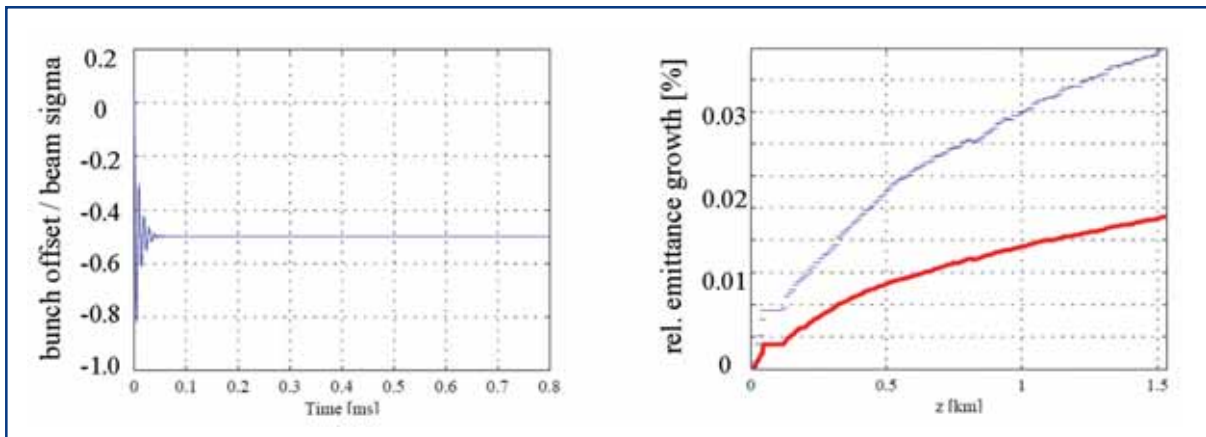 bunch offset / beam sigma
0.2
0
-0.2
-0.4
-0.6
-0.8
-1.0
0 0.1 0.2 0.3 0.4 0.5 0.6 0.7 0.8
Time [ms]
rel. emittance growth [%]
0.03
0.02
0.01
0
0 0.5 1 1.5
z [km]